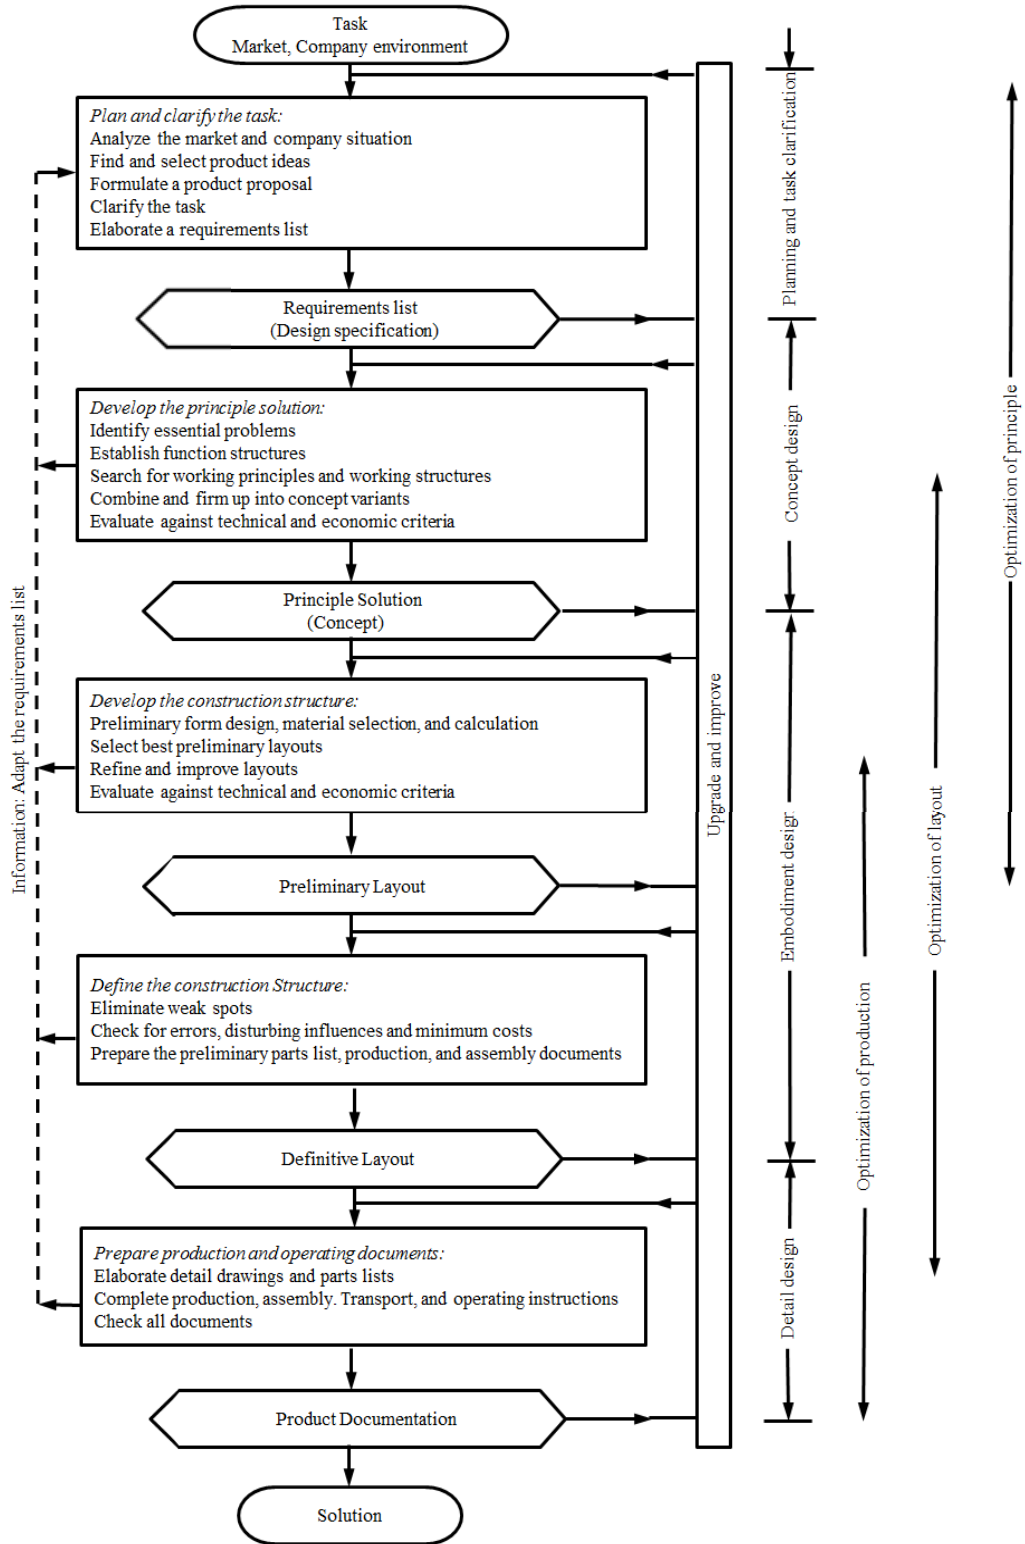 Task
Market, Company environment
Plan and clarify the task:
Analyze the market and company situation
Find and select product ideas
Formulate a product proposal
Clarify the task
Elaborate a requirements list
Requirements list
(Design specification)
Develop the principle solution:
Identify essential problems
Establish function structures
Search for working principles and working structures
Combine and firm up into concept variants
Evaluate against technical and economic criteria
Principle Solution
(Concept)
Develop the construction structure:
Preliminary form design, material selection, and calculation
Select best preliminary layouts
Refine and improve layouts
Evaluate against technical and economic criteria
Preliminary Layout
Define the construction Structure:
Eliminate weak spots
Check for errors, disturbing influences and minimum costs
Prepare the preliminary parts list, production, and assembly documents
Definitive Layout
Prepare production and operating documents:
Elaborate detail drawings and parts lists
Complete production, assembly. Transport, and operating instructions
Check all documents
Product Documentation
Solution
Information: Adapt the requirements list
Upgrade and improve
Planning and task clarification
Concept design
Embodiment design
Detail design
Optimization of production
Optimization of layout
Optimization of principle